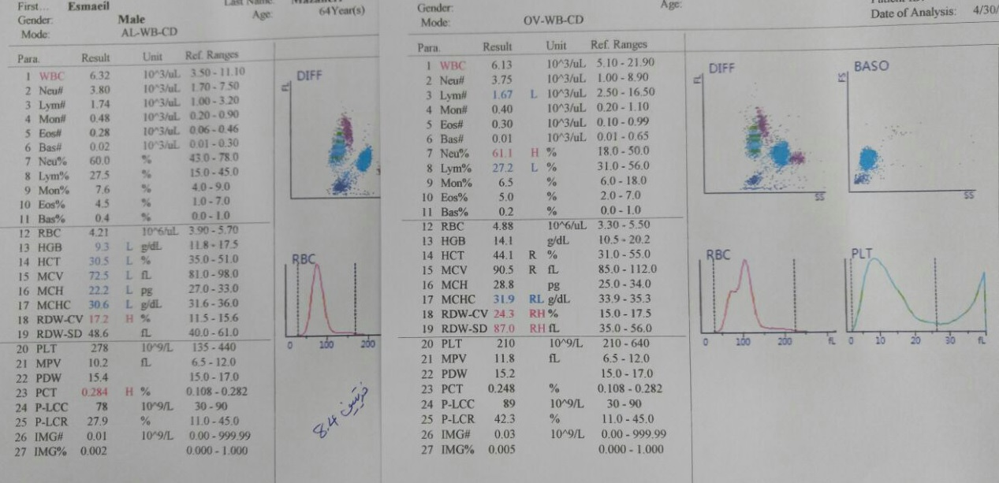 First... Esmaeil
Gender: Male Age: 64Year(s)
Mode: AL-WB-CD
Para. Result Unit Ref. Ranges
1 WBC 6.32 10^3/uL 3.50 - 11.10
2 Neu# 3.80 10^3/uL 1.70 - 7.50
3 Lym# 1.74 10^3/uL 1.00 - 3.20
4 Mon# 0.48 10^3/uL 0.20 - 0.90
5 Eos# 0.28 10^3/uL 0.06 - 0.46
6 Bas# 0.02 10^3/uL 0.01 - 0.30
7 Neu% 60.0 % 43.0 - 78.0
8 Lym% 27.5 % 15.0 - 45.0
9 Mon% 7.6 % 4.0 - 9.0
10 Eos% 4.5 % 1.0 - 7.0
11 Bas% 0.4 % 0.0 - 1.0
12 RBC 4.21 10^6/uL 3.90 - 5.70
13 HGB 9.3 L g/dL 11.8 - 17.5
14 HCT 30.5 L % 35.0 - 51.0
15 MCV 72.5 L fL 81.0 - 98.0
16 MCH 22.2 L pg 27.0 - 33.0
17 MCHC 30.6 L g/dL 31.6 - 36.0
18 RDW-CV 17.2 H % 11.5 - 15.6
19 RDW-SD 48.6 fL 40.0 - 61.0
20 PLT 278 10^9/L 135 - 440
21 MPV 10.2 fL 6.5 - 12.0
22 PDW 15.4 15.0 - 17.0
23 PCT 0.284 H % 0.108 - 0.282
24 P-LCC 78 10^9/L 30 - 90
25 P-LCR 27.9 % 11.0 - 45.0
26 IMG# 0.01 10^9/L 0.00 - 999.99
27 IMG% 0.002 0.000 - 1.000
DIFF
FL
RBC
0 100 200
8.4 فریتین
Gender: Age:
Mode: OV-WB-CD
Date of Analysis: 4/30/
Para. Result Unit Ref. Ranges
1 WBC 6.13 10^3/uL 5.10 - 21.90
2 Neu# 3.75 10^3/uL 1.00 - 8.90
3 Lym# 1.67 L 10^3/uL 2.50 - 16.50
4 Mon# 0.40 10^3/uL 0.20 - 1.10
5 Eos# 0.30 10^3/uL 0.10 - 0.99
6 Bas# 0.01 10^3/uL 0.01 - 0.65
7 Neu% 61.1 H % 18.0 - 50.0
8 Lym% 27.2 L % 31.0 - 56.0
9 Mon% 6.5 % 6.0 - 18.0
10 Eos% 5.0 % 2.0 - 7.0
11 Bas% 0.2 % 0.0 - 1.0
12 RBC 4.88 10^6/uL 3.30 - 5.50
13 HGB 14.1 g/dL 10.5 - 20.2
14 HCT 44.1 R % 31.0 - 55.0
15 MCV 90.5 R fL 85.0 - 112.0
16 MCH 28.8 pg 25.0 - 34.0
17 MCHC 31.9 RL g/dL 33.9 - 35.3
18 RDW-CV 24.3 RH % 15.0 - 17.5
19 RDW-SD 87.0 RH fL 35.0 - 56.0
20 PLT 210 10^9/L 210 - 640
21 MPV 11.8 fL 6.5 - 12.0
22 PDW 15.2 15.0 - 17.0
23 PCT 0.248 % 0.108 - 0.282
24 P-LCC 89 10^9/L 30 - 90
25 P-LCR 42.3 % 11.0 - 45.0
26 IMG# 0.03 10^9/L 0.00 - 999.99
27 IMG% 0.005 0.000 - 1.000
DIFF
FL
SS
BASO
FS
SS
RBC
0 100 200 fL
PLT
0 10 20 30 fL